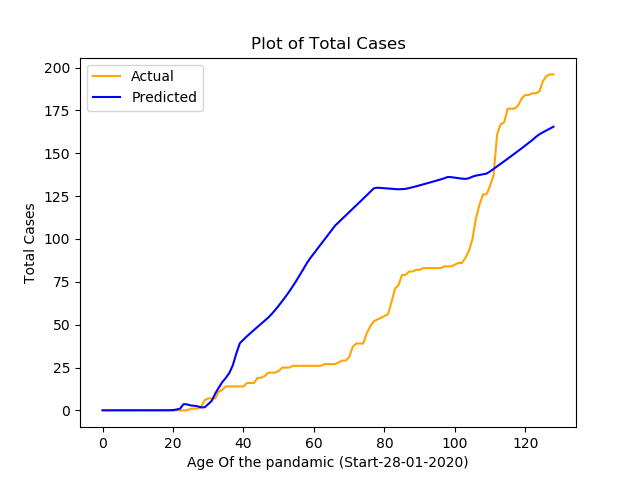 Plot of Total Cases
Actual
Predicted
200
175
150
125
100
75
50
25
0
Total Cases
0 20 40 60 80 100 120
Age Of the pandamic (Start-28-01-2020)